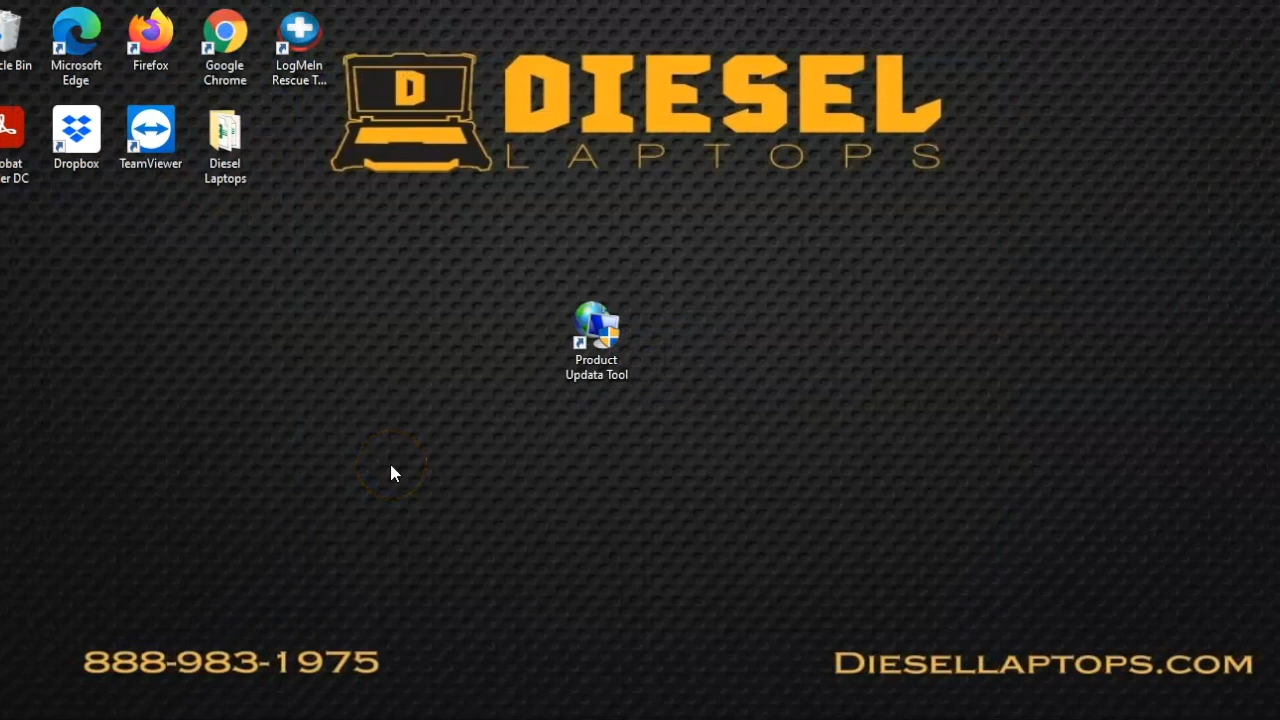 cle Bin
Microsoft
Edge
Firefox
Google
Chrome
LogMeIn
Rescue T...
obat
er DC
Dropbox
TeamViewer
Diesel
Laptops
D
DIESEL
LAPTOPS
Product
Updata Tool
888-983-1975
DIESELLAPTOPS.COM